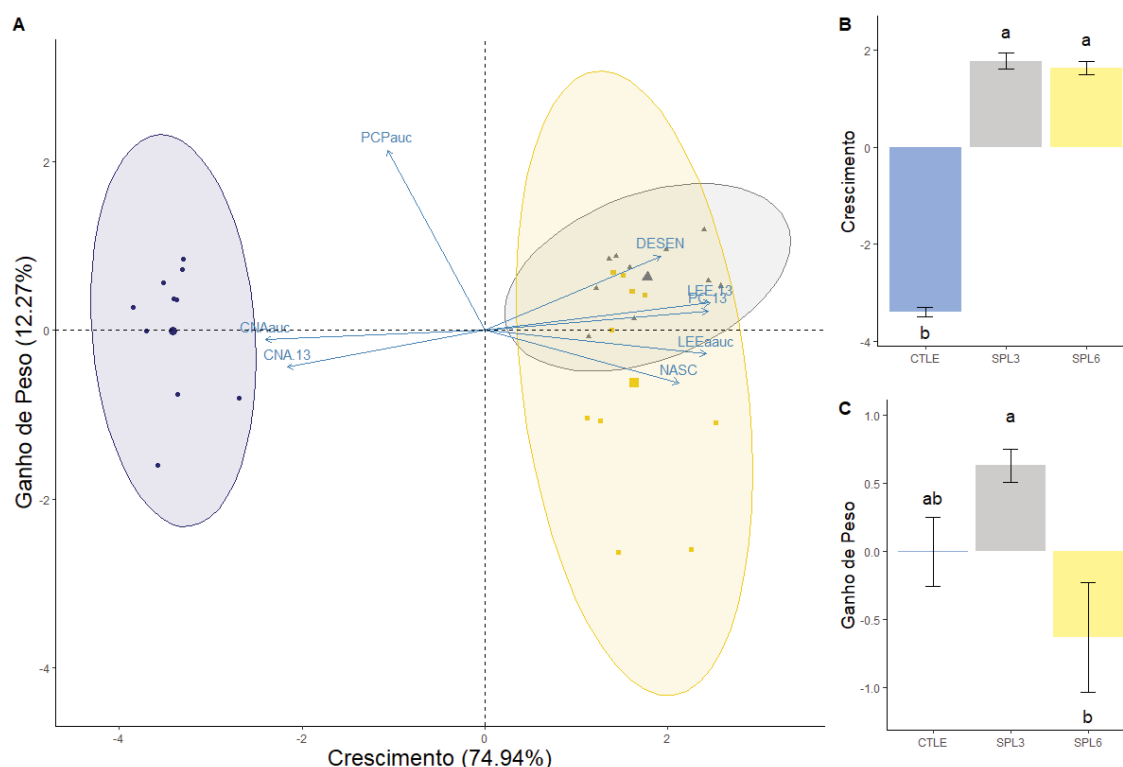 A
Ganho de Peso (12.27%)
2
0
-2
-4
PCPauc
DESEN
LEE.13
PC.13
CNAauc
LEEaauc
CNA.13
NASC
-4
-2
0
2
Crescimento (74.94%)
B
Crescimento
2
0
-2
-4
a
a
b
CTLE
SPL3
SPL6
C
Ganho de Peso
1.0
0.5
0.0
-0.5
-1.0
a
ab
b
CTLE
SPL3
SPL6